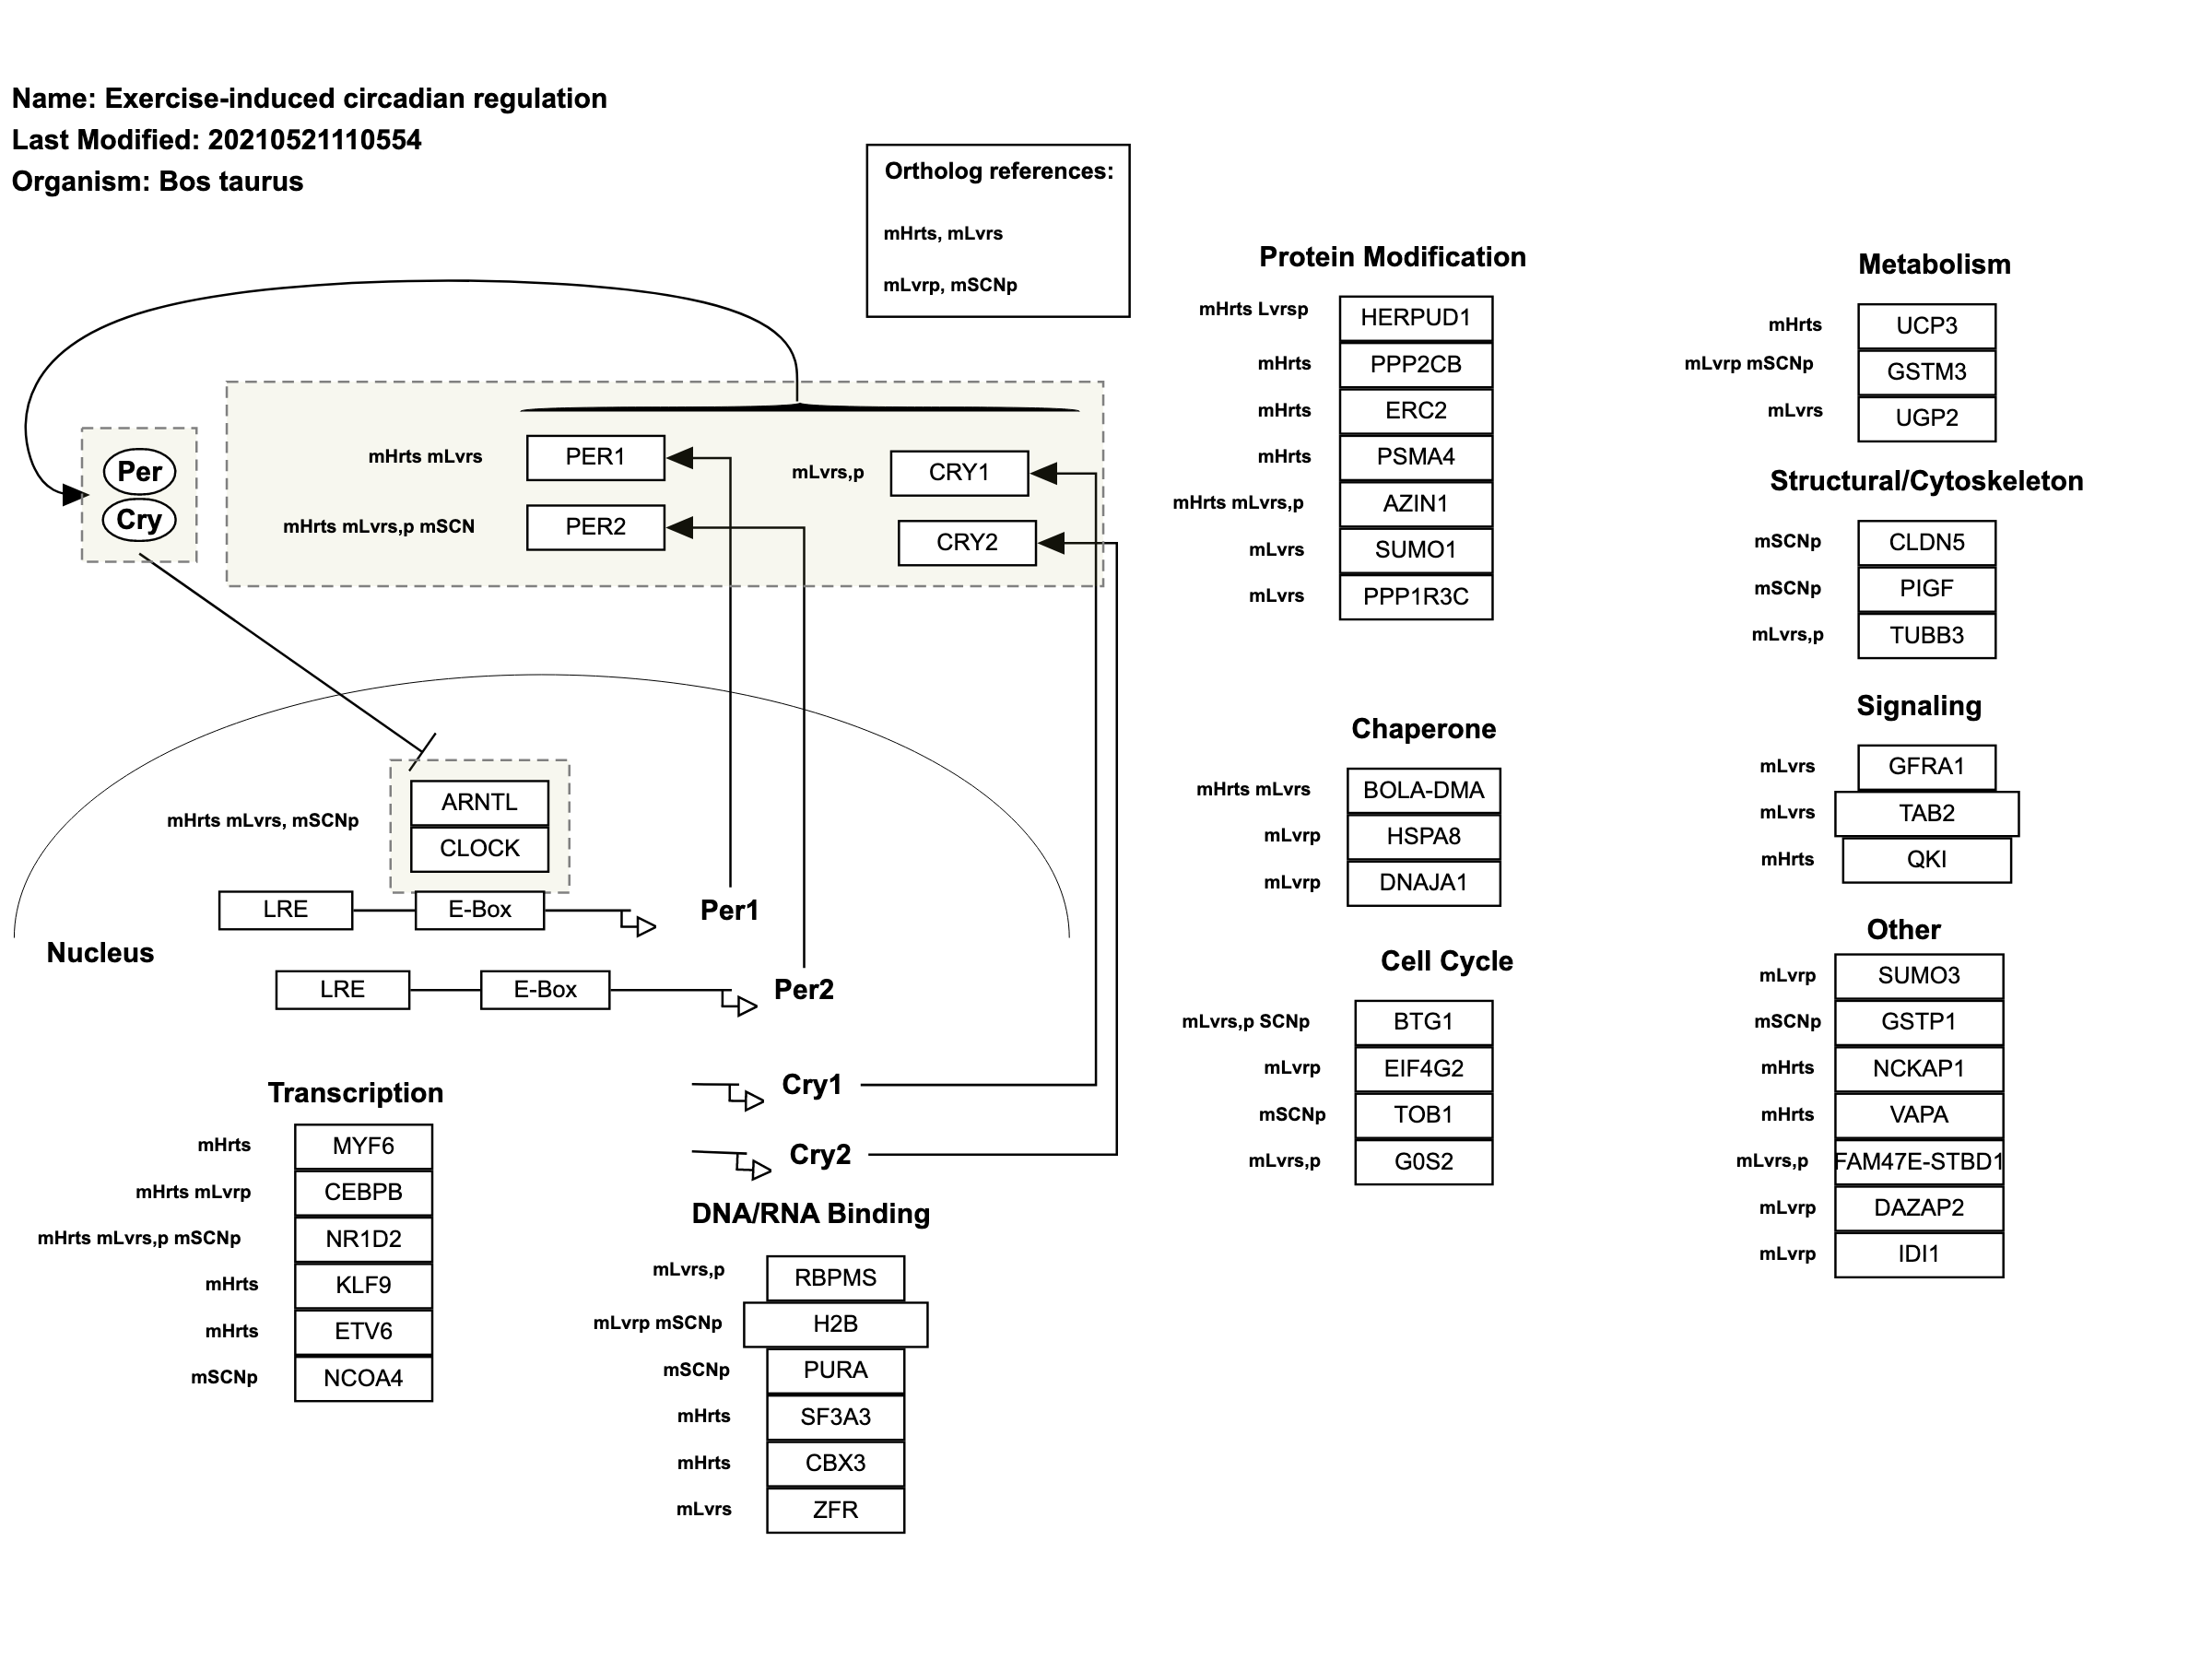 Name: Exercise-induced circadian regulation
Last Modified: 20210521110554
Organism: Bos taurus
Ortholog references:
mHrts, mLvrs
mLvrp, mSCNp
Per
Cry
mHrts mLvrs
PER1
mHrts mLvrs,p mSCN
PER2
mLvrs,p
CRY1
CRY2
mHrts mLvrs, mSCNp
ARNTL
CLOCK
LRE
E-Box
Per1
Nucleus
LRE
E-Box
Per2
Cry1
Cry2
Transcription
mHrts MYF6
mHrts mLvrp CEBPB
mHrts mLvrs,p mSCNp NR1D2
mHrts KLF9
mHrts ETV6
mSCNp NCOA4
DNA/RNA Binding
mLvrs,p RBPMS
mLvrp mSCNp H2B
mSCNp PURA
mHrts SF3A3
mHrts CBX3
mLvrs ZFR
Protein Modification
mHrts Lvrsp HERPUD1
mHrts PPP2CB
mHrts ERC2
mHrts PSMA4
mHrts mLvrs,p AZIN1
mLvrs SUMO1
mLvrs PPP1R3C
Chaperone
mHrts mLvrs BOLA-DMA
mLvrp HSPA8
mLvrp DNAJA1
Cell Cycle
mLvrs,p SCNp BTG1
mLvrp EIF4G2
mSCNp TOB1
mLvrs,p G0S2
Metabolism
mHrts UCP3
mLvrp mSCNp GSTM3
mLvrs UGP2
Structural/Cytoskeleton
mSCNp CLDN5
mSCNp PIGF
mLvrs,p TUBB3
Signaling
mLvrs GFRA1
mLvrs TAB2
mHrts QKI
Other
mLvrp SUMO3
mSCNp GSTP1
mHrts NCKAP1
mHrts VAPA
mLvrs,p FAM47E-STBD1
mLvrp DAZAP2
mLvrp IDI1